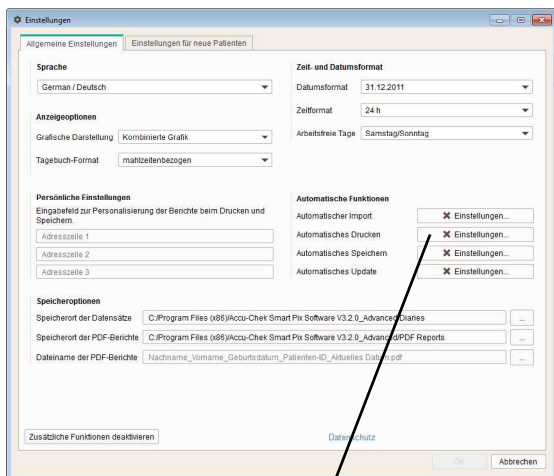 Einstellungen
Allgemeine Einstellungen
Einstellungen für neue Patienten
Sprache
German / Deutsch
Anzeigeoptionen
Grafische Darstellung Kombinierte Grafik
Tagebuch-Format mahlzeitenbezogen
Zeit- und Datumsformat
Datumsformat 31.12.2011
Zeitformat 24 h
Arbeitsfreie Tage Samstag/Sonntag
Persönliche Einstellungen
Eingabefeld zur Personalisierung der Berichte beim Drucken und
Speichern.
Adresszeile 1
Adresszeile 2
Adresszeile 3
Automatische Funktionen
Automatischer Import Einstellungen...
Automatisches Drucken Einstellungen...
Automatisches Speichern Einstellungen...
Automatisches Update Einstellungen...
Speicheroptionen
Speicherort der Datensätze C:/Program Files (x86)/Accu-Chek Smart Pix Software V3.2.0_Advanced/Diaries ...
Speicherort der PDF-Berichte C:/Program Files (x86)/Accu-Chek Smart Pix Software V3.2.0_Advanced/PDF Reports ...
Dateiname der PDF-Berichte Nachname_Vorname_Geburtsdatum_Patienten-ID_Aktuelles Datum.pdf ...
Zusätzliche Funktionen deaktivieren
Datenschutz
OK
Abbrechen